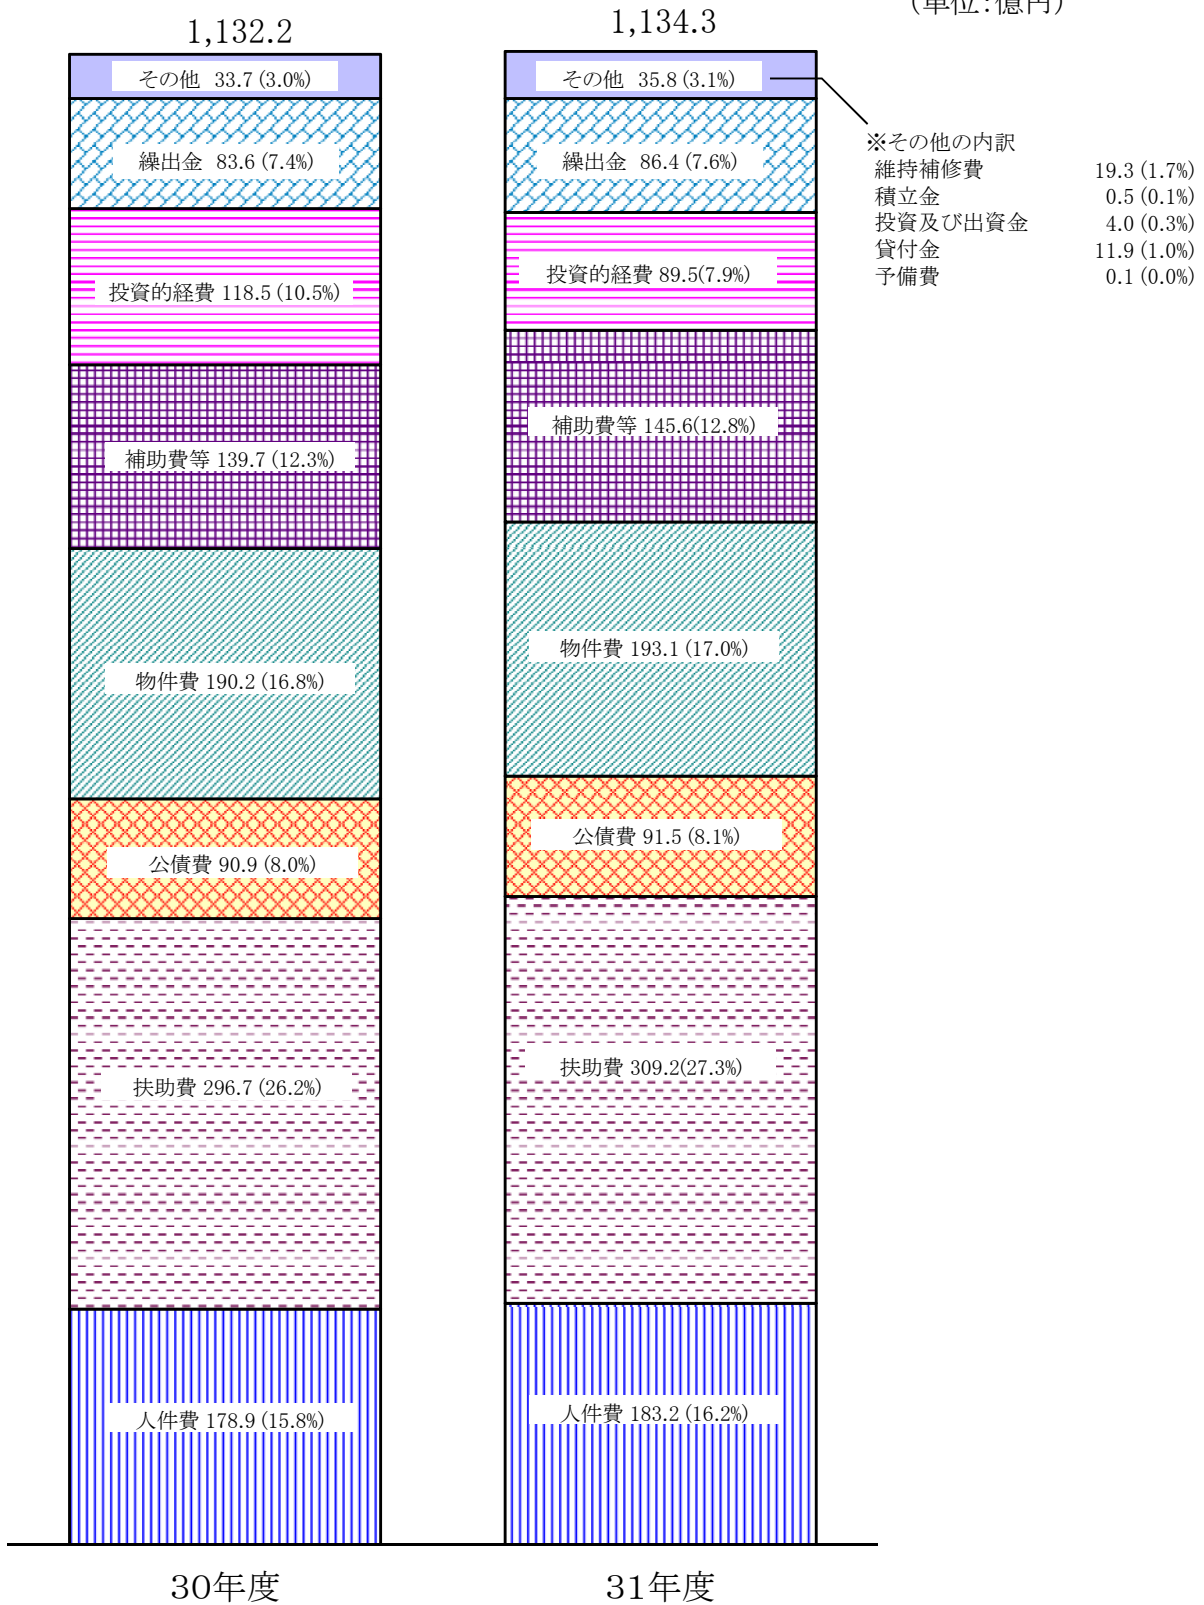 (単位:億円)
1,132.2
その他 33.7 (3.0%)
繰出金 83.6 (7.4%)
投資的経費 118.5 (10.5%)
補助費等 139.7 (12.3%)
物件費 190.2 (16.8%)
公債費 90.9 (8.0%)
扶助費 296.7 (26.2%)
人件費 178.9 (15.8%)
30年度
1,134.3
その他 35.8 (3.1%)
繰出金 86.4 (7.6%)
投資的経費 89.5(7.9%)
補助費等 145.6(12.8%)
物件費 193.1 (17.0%)
公債費 91.5 (8.1%)
扶助費 309.2(27.3%)
人件費 183.2 (16.2%)
31年度
※その他の内訳
維持補修費 19.3 (1.7%)
積立金 0.5 (0.1%)
投資及び出資金 4.0 (0.3%)
貸付金 11.9 (1.0%)
予備費 0.1 (0.0%)